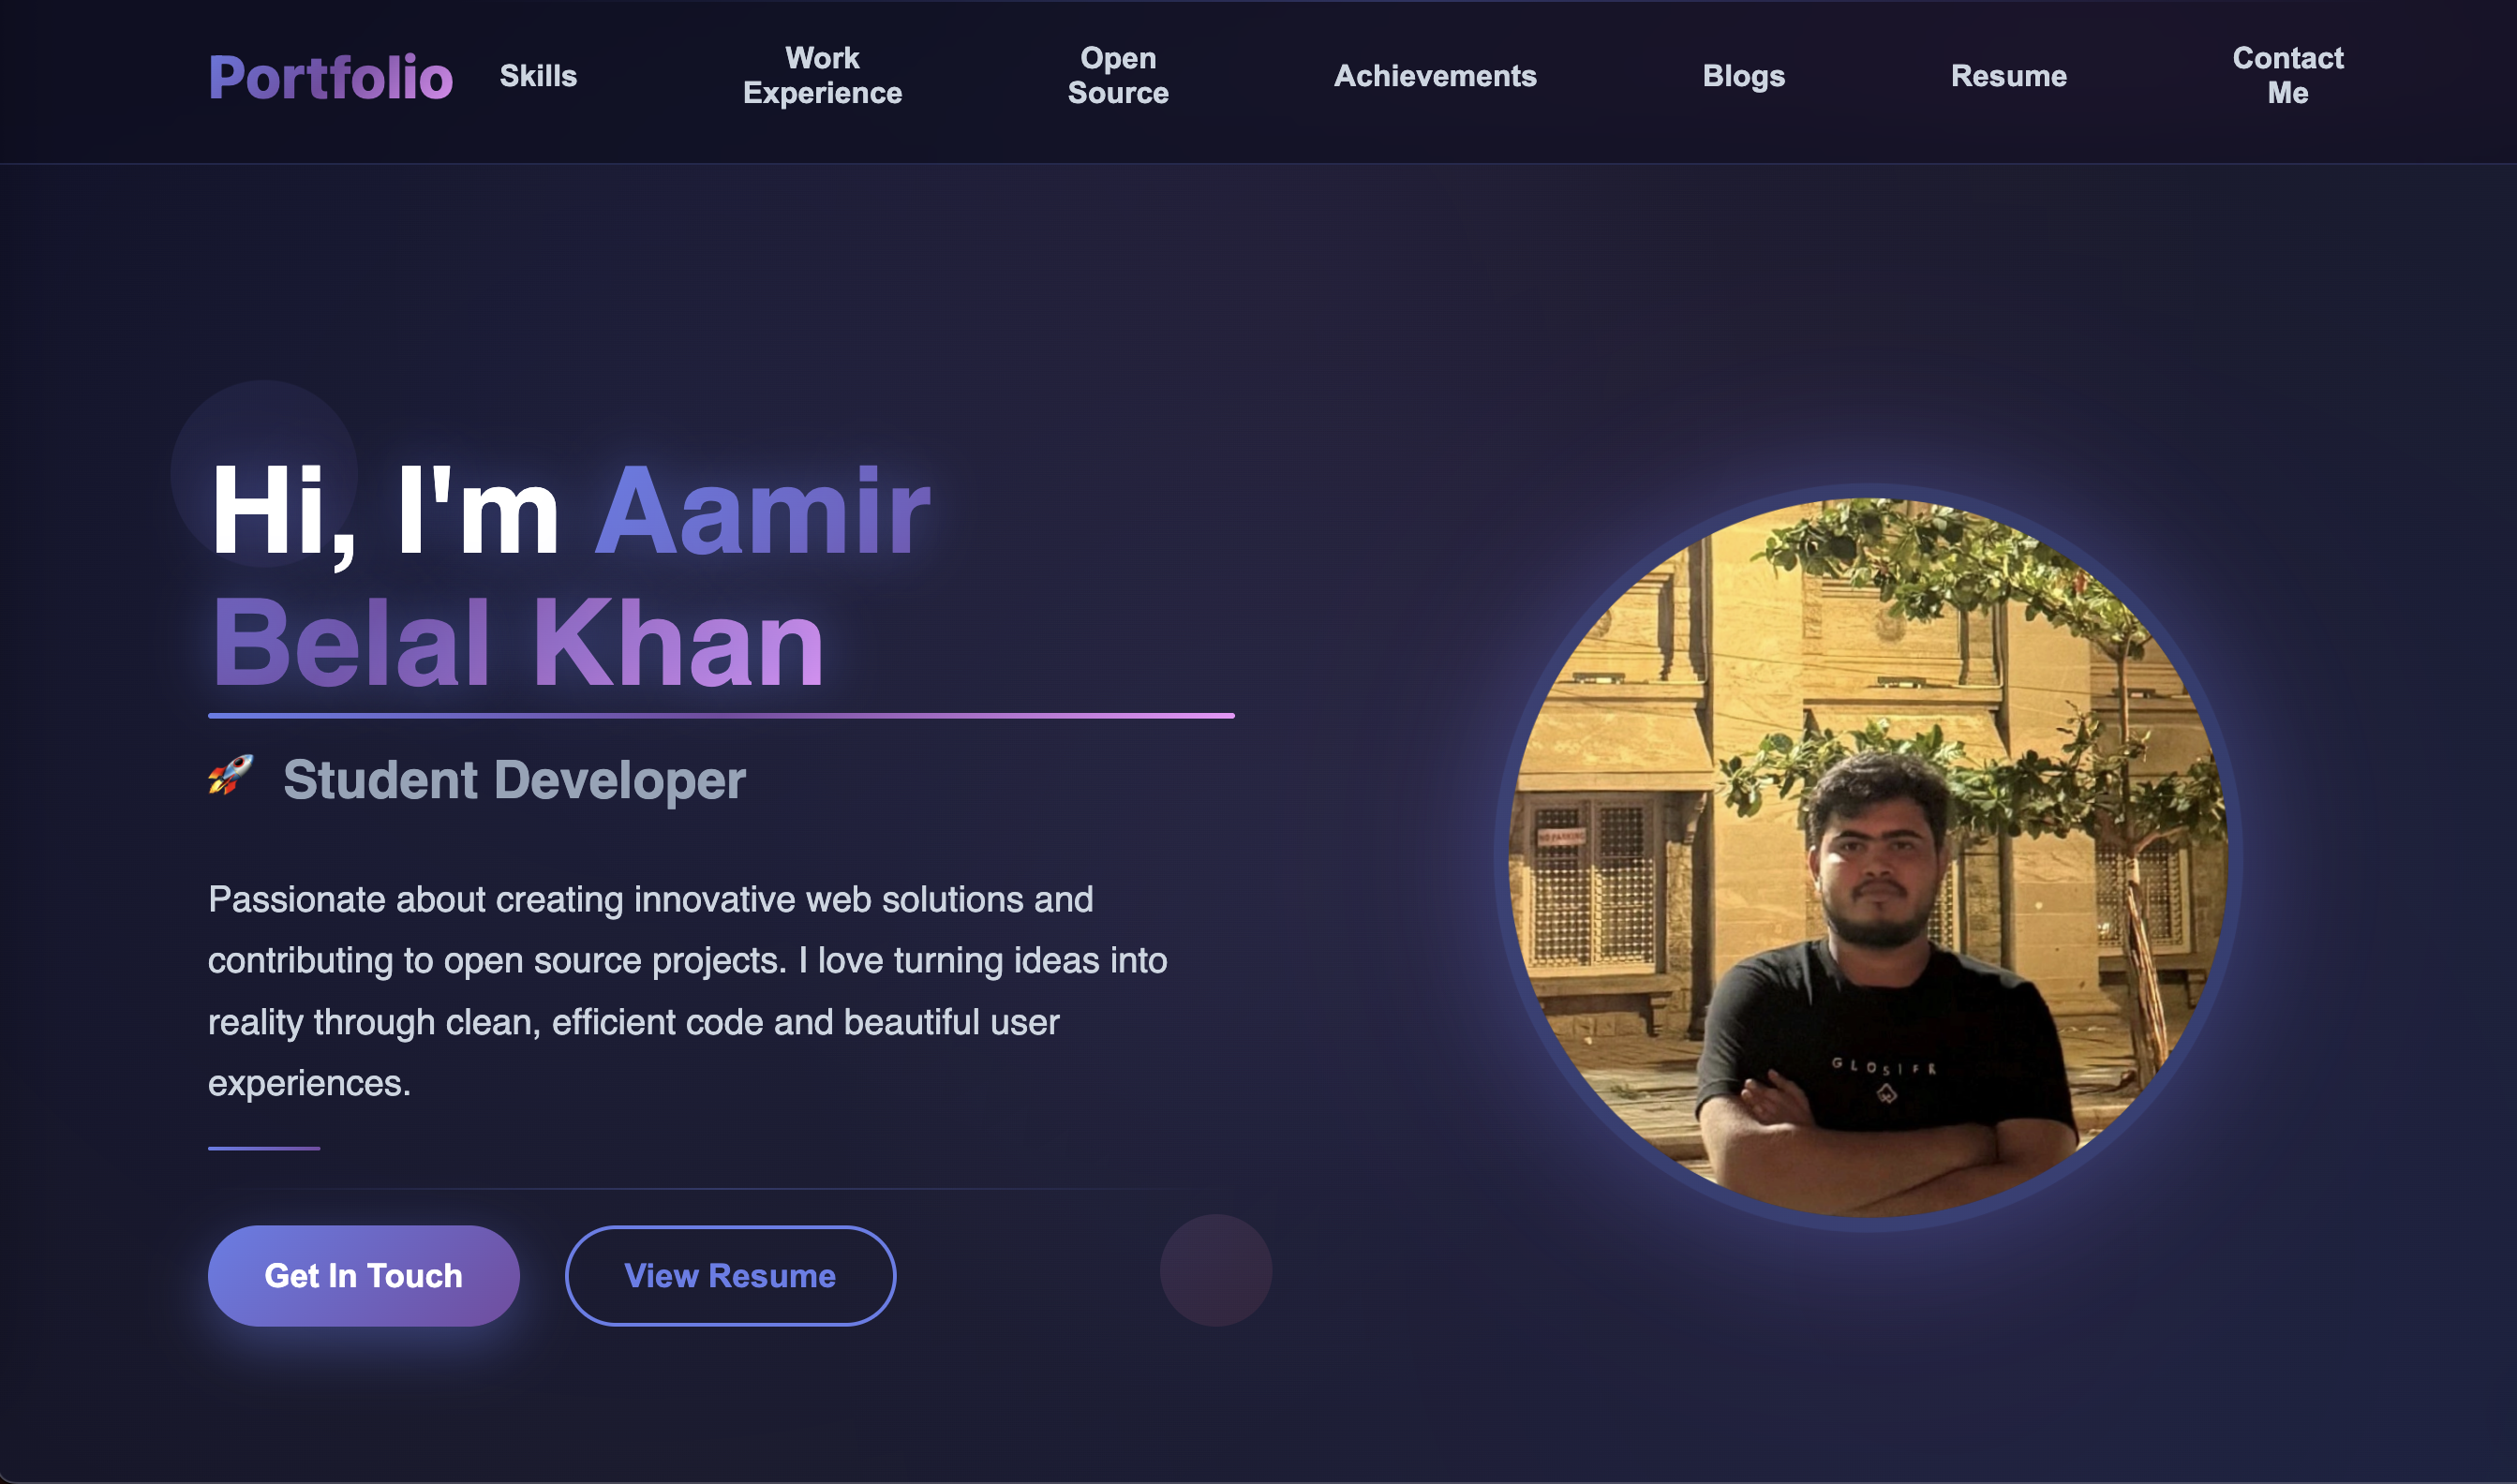 Portfolio
Skills
Work
Experience
Open
Source
Achievements
Blogs
Resume
Contact
Me
Hi, I'm Aamir
Belal Khan
Student Developer
Passionate about creating innovative web solutions and
contributing to open source projects. I love turning ideas into
reality through clean, efficient code and beautiful user
experiences.
Get In Touch
View Resume
NO PARKING
GLOSIFR